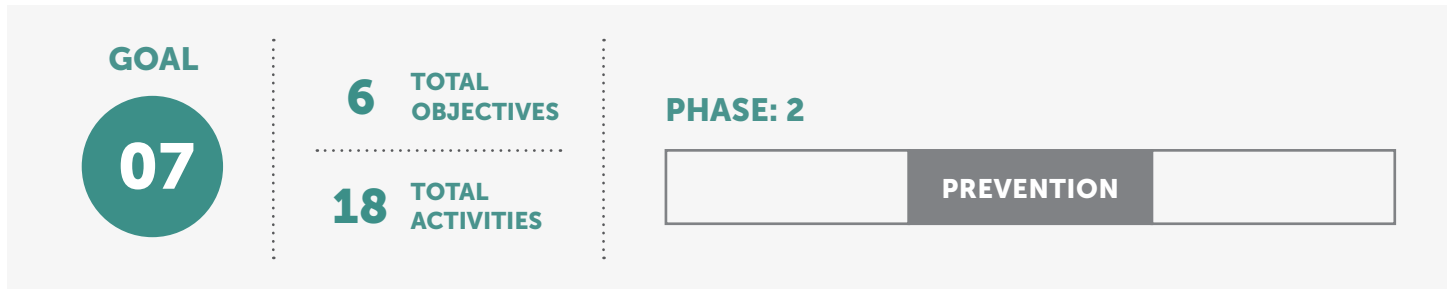 GOAL
07
6
TOTAL
OBJECTIVES
18
TOTAL
ACTIVITIES
PHASE: 2
PREVENTION